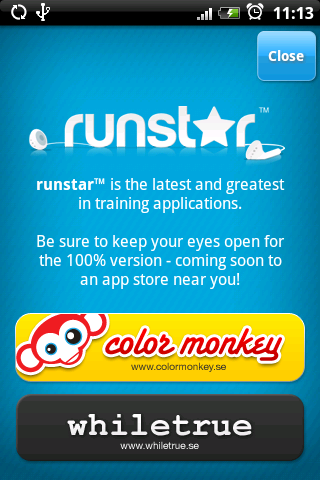 11:13
Close
runstar™
runstar™ is the latest and greatest
in training applications.
Be sure to keep your eyes open for
the 100% version - coming soon to
an app store near you!
color monkey
www.colormonkey.se
whiletrue
www.whiletrue.se